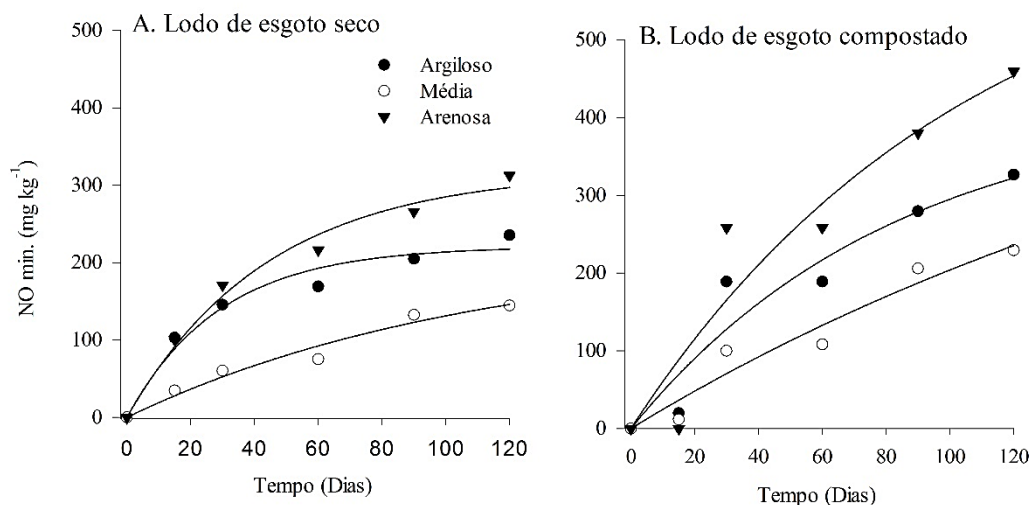 A. Lodo de esgoto seco
500
400
300
200
100
0
NO min. (mg kg⁻¹)
Argiloso
Média
Arenosa
0 20 40 60 80 100 120
Tempo (Dias)
B. Lodo de esgoto compostado
500
400
300
200
100
0
0 20 40 60 80 100 120
Tempo (Dias)